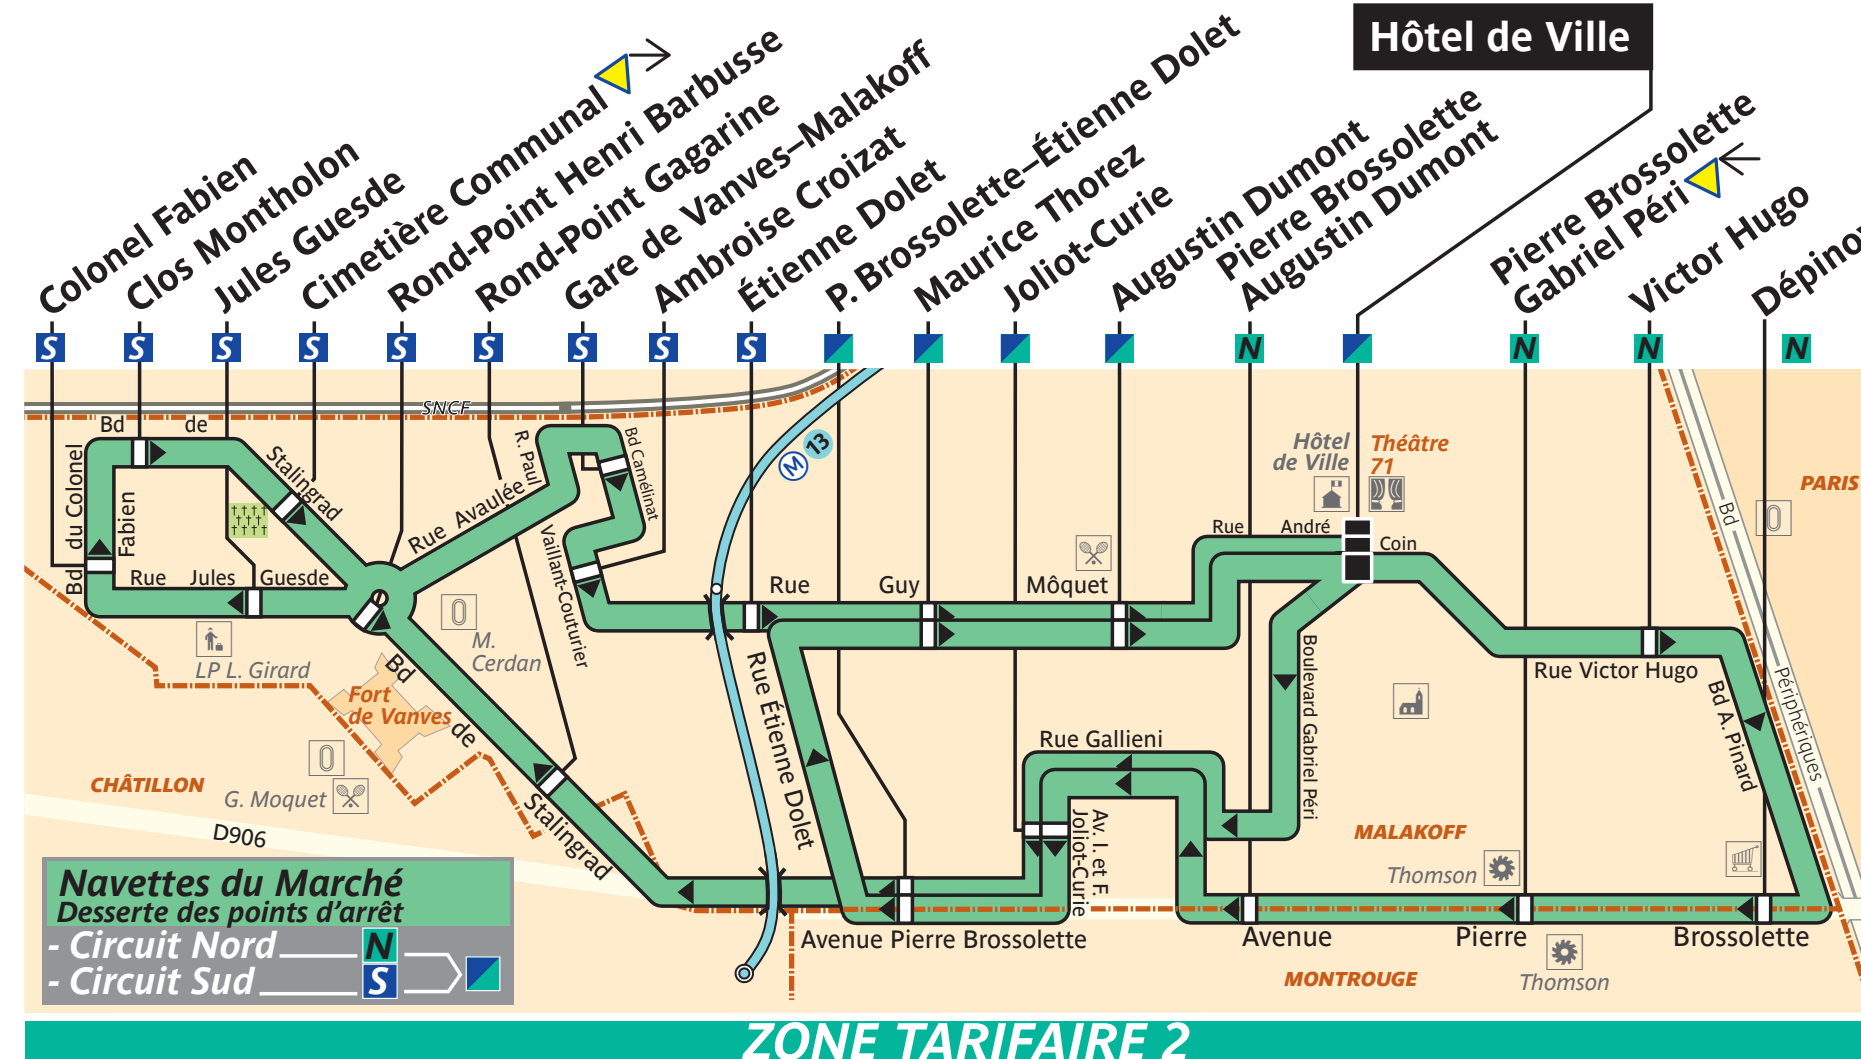 Hôtel de Ville
Colonel Fabien
Clos Montholon
Jules Guesde
Cimetière Communal
Rond-Point Henri Barbusse
Rond-Point Gagarine
Gare de Vanves–Malakoff
Ambroise Croizat
Étienne Dolet
P. Brossolette–Étienne Dolet
Maurice Thorez
Joliot-Curie
Augustin Dumont
Pierre Brossolette
Augustin Dumont
Pierre Brossolette
Gabriel Péri
Victor Hugo
S
S
S
S
S
S
S
S
S
N
N
N
N
SNCF
Bd de
Stalingrad
Bd du Colonel
Fabien
Rue Jules Guesde
Rue Avaulée
R. Paul
Vaillant-Couturier
Bd Camélinat
M 13
Rue Guy Môquet
Rue André
Coin
Hôtel
de Ville
Théâtre
71
PARIS
Bd
Périphériques
LP L. Girard
M.
Cerdan
Fort
de Vanves
Bd de
Stalingrad
CHÂTILLON
G. Moquet
D906
Rue Étienne Dolet
Rue Gallieni
Av. I. et F.
Joliot-Curie
Boulevard Gabriel Péri
Rue Victor Hugo
Bd A. Pinard
MALAKOFF
Thomson
Avenue Pierre Brossolette
Avenue Pierre Brossolette
MONTROUGE
Thomson
Navettes du Marché
Desserte des points d’arrêt
- Circuit Nord N
- Circuit Sud S
ZONE TARIFAIRE 2